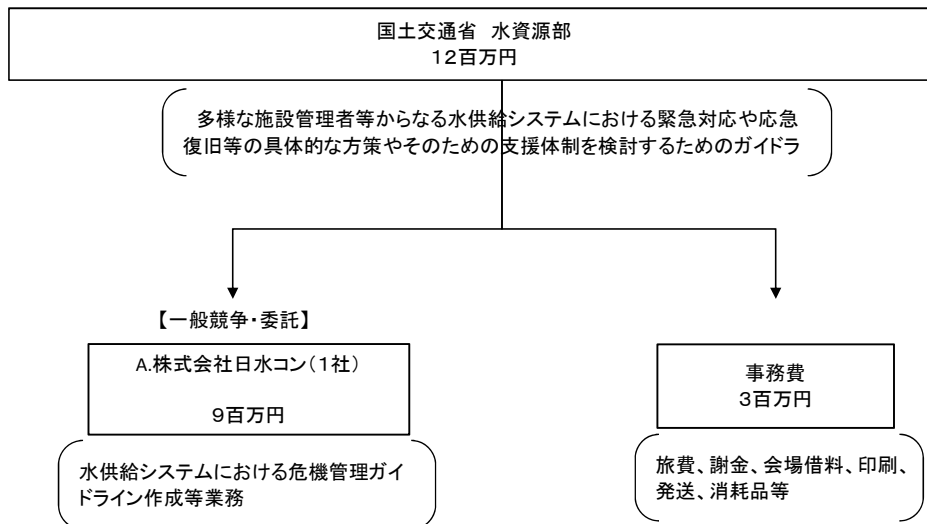 国土交通省　水資源部
12百万円
多様な施設管理者等からなる水供給システムにおける緊急対応や応急
復旧等の具体的な方策やそのための支援体制を検討するためのガイドラ
【一般競争・委託】
A.株式会社日水コン（１社）
９百万円
水供給システムにおける危機管理ガイ
ドライン作成等業務
事務費
３百万円
旅費、謝金、会場借料、印刷、
発送、消耗品等